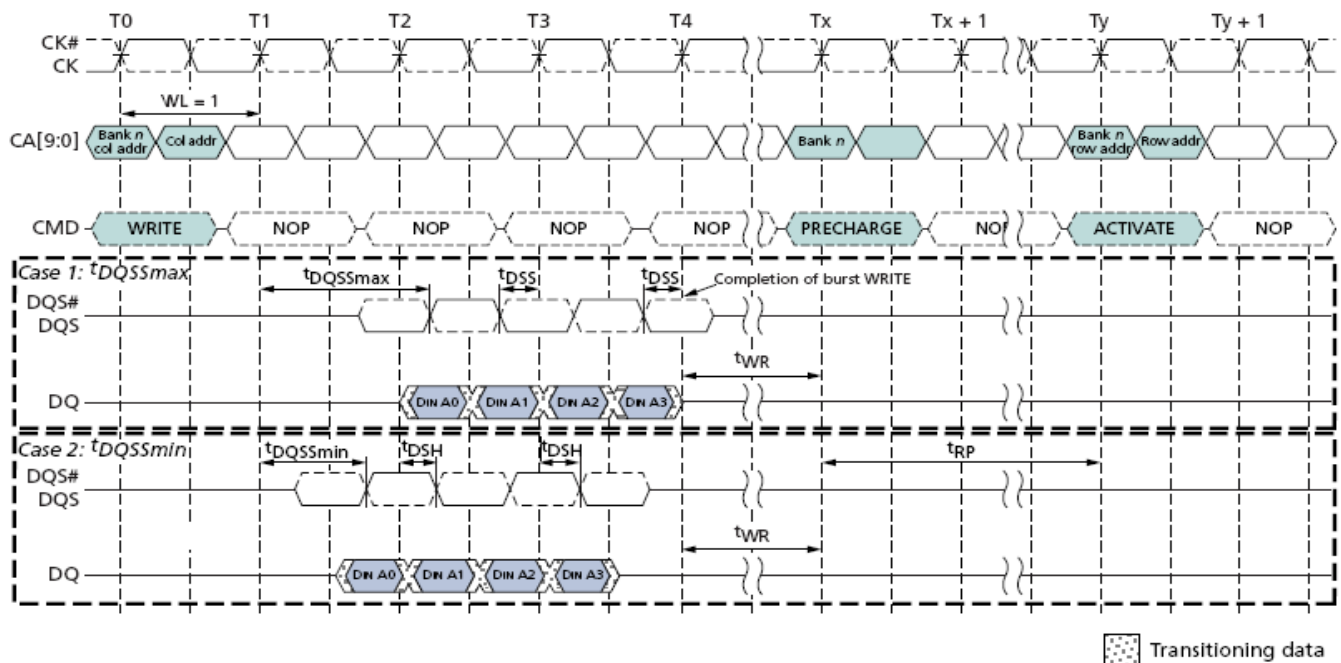 T0 T1 T2 T3 T4 Tx Tx + 1 Ty Ty + 1
CK#
CK
WL = 1
CA[9:0] Bank n col addr Col addr Bank n Bank n row addr Row addr
CMD WRITE NOP NOP NOP NOP PRECHARGE NOP ACTIVATE NOP
Case 1: tDQSSmax
tDQSSmax tDSS tDSS Completion of burst WRITE
DQS#
DQS
tWR
DQ DIN A0 DIN A1 DIN A2 DIN A3
Case 2: tDQSSmin
tDQSSmin tDSH tDSH tRP
DQS#
DQS
tWR
DQ DIN A0 DIN A1 DIN A2 DIN A3
Transitioning data